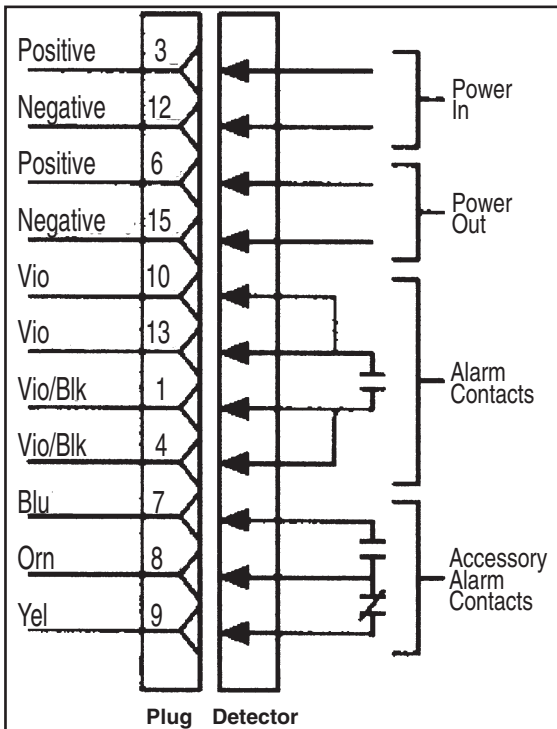 Positive 3
Power
In
Negative 12
Positive 6
Power
Out
Negative 15
Vio 10
Vio 13
Alarm
Contacts
Vio/Blk 1
Vio/Blk 4
Blu 7
Accessory
Alarm
Contacts
Orn 8
Yel 9
Plug Detector